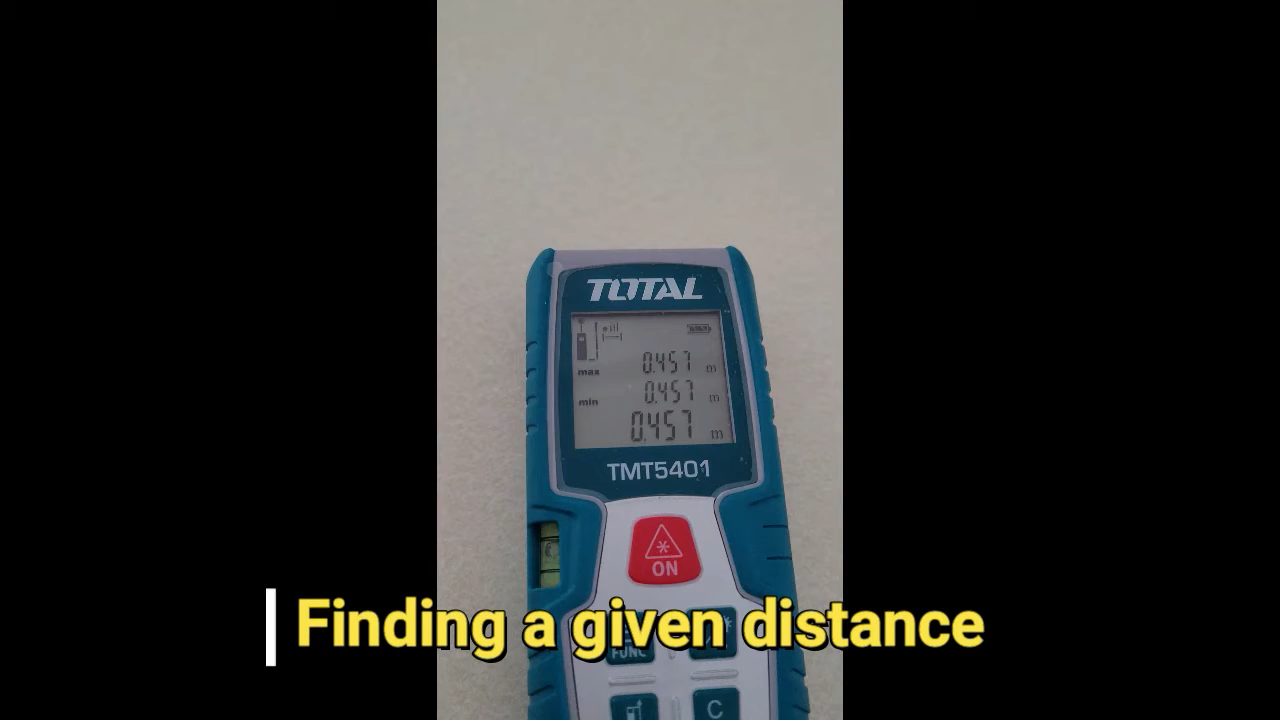 TOTAL
max 0.457 m
min 0.457 m
0.457 m
TMT5401
ON
Finding a given distance
FUNC
C